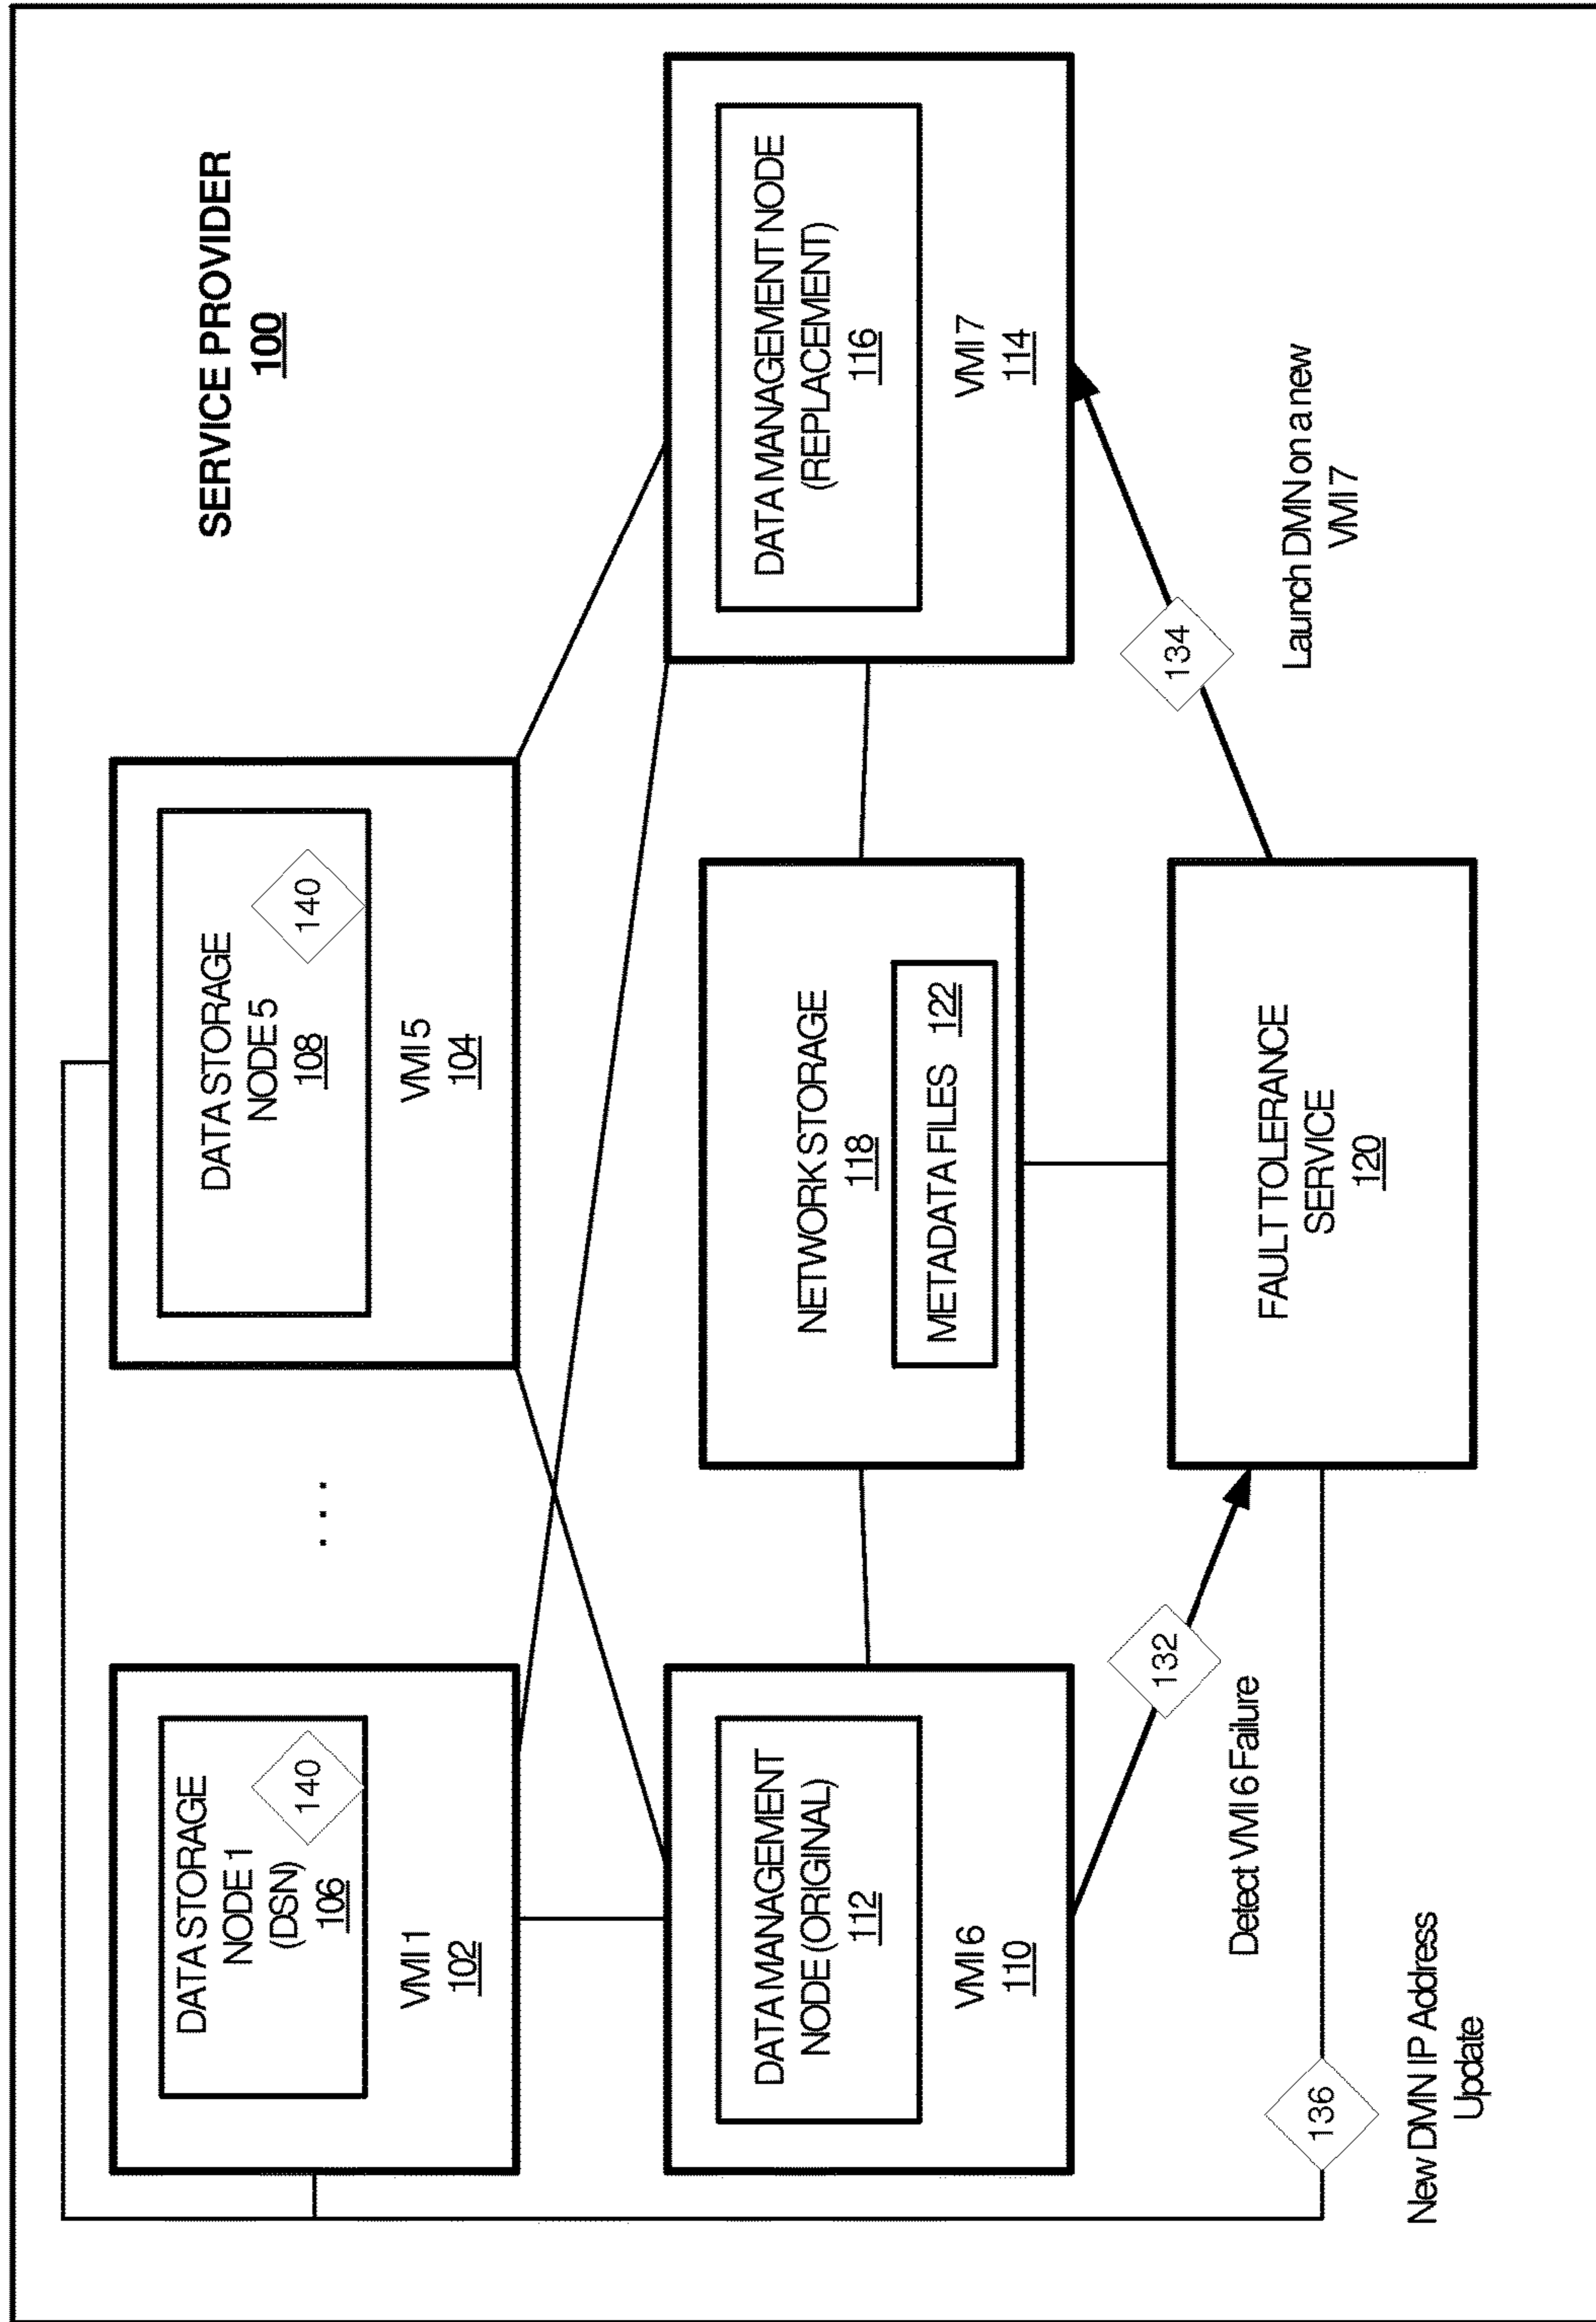 SERVICE PROVIDER
100
DATA STORAGE
NODE 1
(DSN)
106
140
VMI 1
102
. . .
DATA STORAGE
NODE 5
108
140
VMI 5
104
DATA MANAGEMENT
NODE (ORIGINAL)
112
VMI 6
110
NETWORK STORAGE
118
METADATA FILES 122
DATA MANAGEMENT NODE
(REPLACEMENT)
116
VMI 7
114
132
Detect VMI 6 Failure
FAULT TOLERANCE
SERVICE
120
134
Launch DMN on a new
VMI 7
136
New DMN IP Address
Update